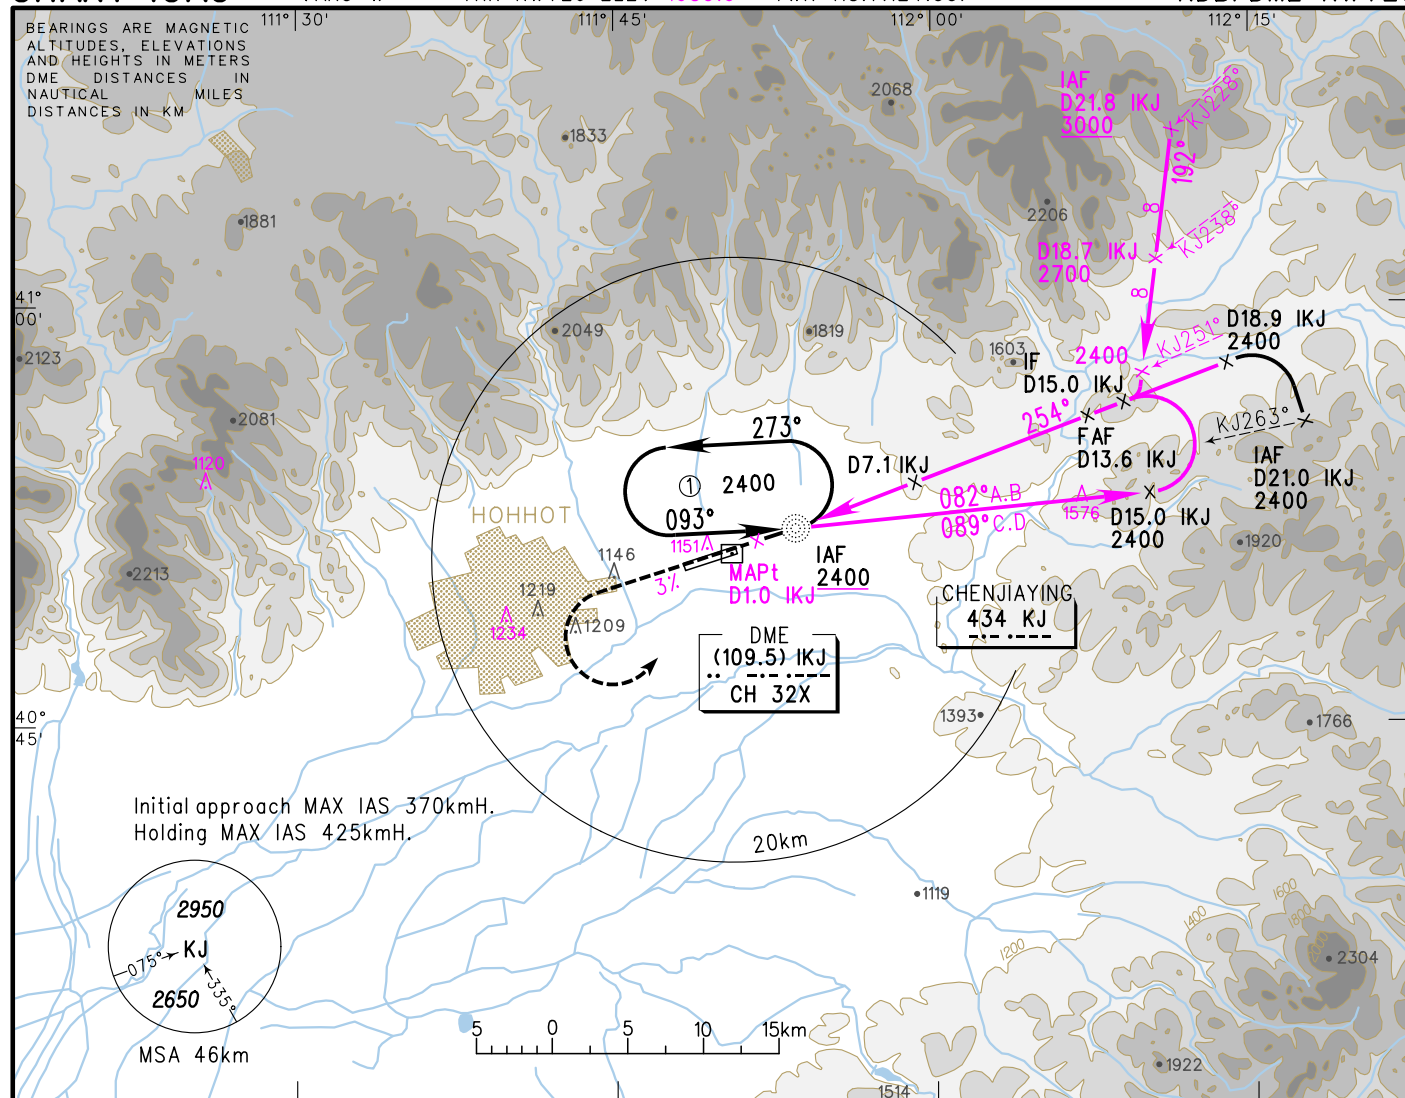 111° 30'
111° 45'
112° 00'
112° 15'
BEARINGS ARE MAGNETIC
ALTITUDES, ELEVATIONS
AND HEIGHTS IN METERS
DME DISTANCES IN
NAUTICAL MILES
DISTANCES IN KM
IAF
D21.8 IKJ
3000
KJ228°
192°
8
2068
1833
2206
1881
KJ238°
D18.7 IKJ
2700
8
41°
00'
2049
1819
2123
1603
2400
KJ251°
D18.9 IKJ
2400
IF
D15.0 IKJ
254°
KJ263°
FAF
D13.6 IKJ
IAF
D21.0 IKJ
2400
2081
273°
1120
D7.1 IKJ
1 2400
082°A.B
1576
D15.0 IKJ
2400
093°
089°C.D
HOHHOT
1151
1146
IAF
2400
1920
2213
MAPt
D1.0 IKJ
3%
1219
1234
1209
CHENJIAYING
434 KJ
DME
(109.5) IKJ
CH 32X
40°
45'
1393
1766
Initial approach MAX IAS 370kmH.
Holding MAX IAS 425kmH.
20km
2950
KJ
075°
335°
2650
MSA 46km
1119
1600
1800
1400
1200
2304
5 0 5 10 15km
1922
1514